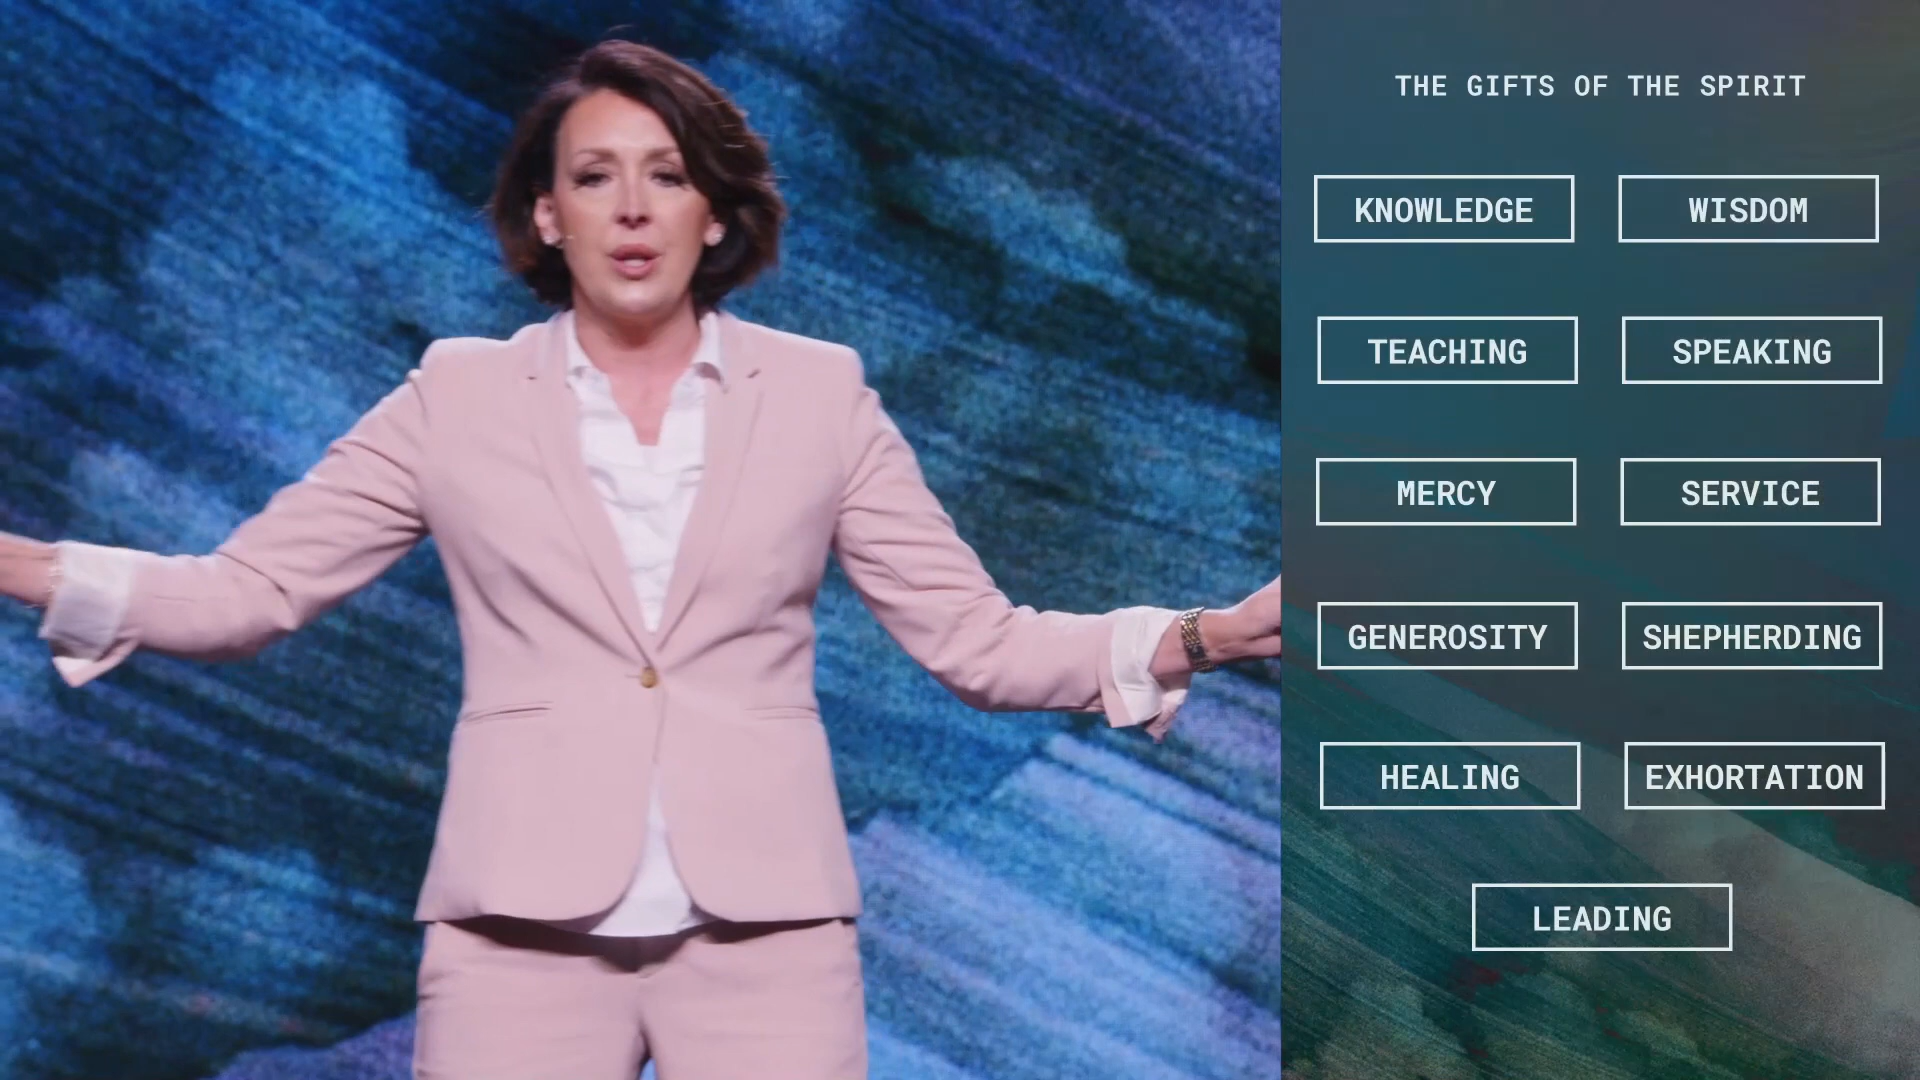 THE GIFTS OF THE SPIRIT
KNOWLEDGE
WISDOM
TEACHING
SPEAKING
MERCY
SERVICE
GENEROSITY
SHEPHERDING
HEALING
EXHORTATION
LEADING